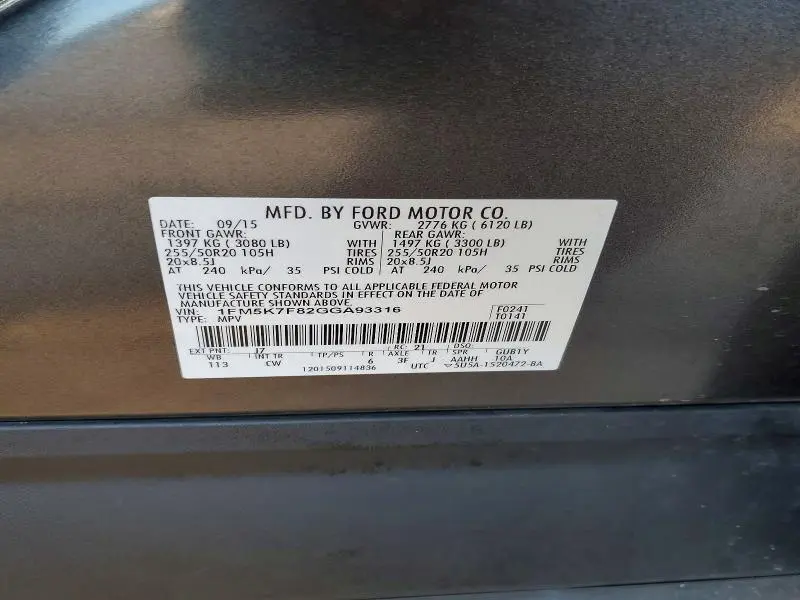 MFD. BY FORD MOTOR CO.
DATE: 09/15 GVWR: 2776 KG ( 6120 LB)
FRONT GAWR: REAR GAWR:
1397 KG ( 3080 LB) WITH 1497 KG ( 3300 LB) WITH
255/50R20 105H TIRES 255/50R20 105H TIRES
20x8.5J RIMS 20x8.5J RIMS
AT 240 kPa/ 35 PSI COLD AT 240 kPa/ 35 PSI COLD
THIS VEHICLE CONFORMS TO ALL APPLICABLE FEDERAL MOTOR
VEHICLE SAFETY STANDARDS IN EFFECT ON THE DATE OF
MANUFACTURE SHOWN ABOVE.
VIN: 1FM5K7F82GGA93316 F0241
TYPE: MPV T0141
EXT PNT: J7 RC: 21 DSO:
WB INT TR TP/PS R AXLE TR SPR GUB1Y
113 CW 6 3F J AAHH 10A
1201509114836 UTC 5U5A-1520472-BA